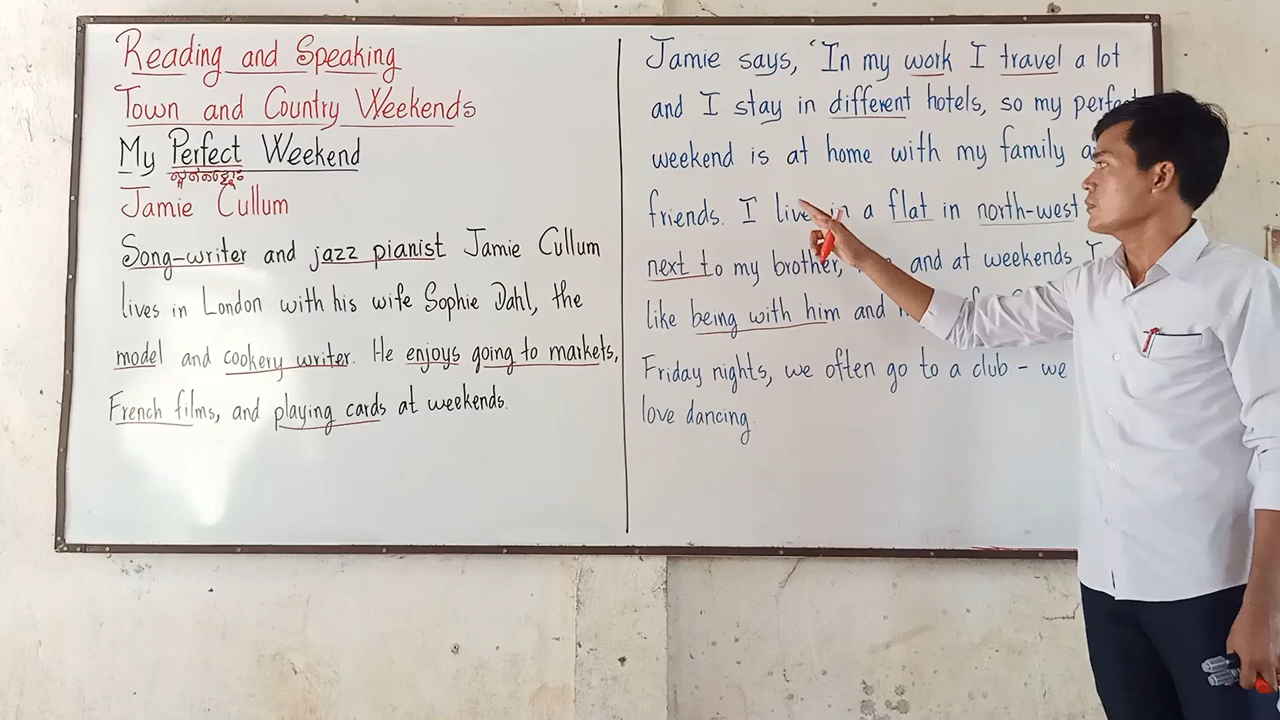 Reading and Speaking
Town and Country Weekends
My Perfect Weekend
Jamie Cullum
Song-writer and jazz pianist Jamie Cullum
lives in London with his wife Sophie Dahl, the
model and cookery writer. He enjoys going to markets,
French films, and playing cards at weekends.
Jamie says, ‘In my work I travel a lot
and I stay in different hotels, so my perfect
weekend is at home with my family
friends. I live in a flat in north-west
next to my brother, and at weekends I
like being with him and
Friday nights, we often go to a club - we
love dancing.